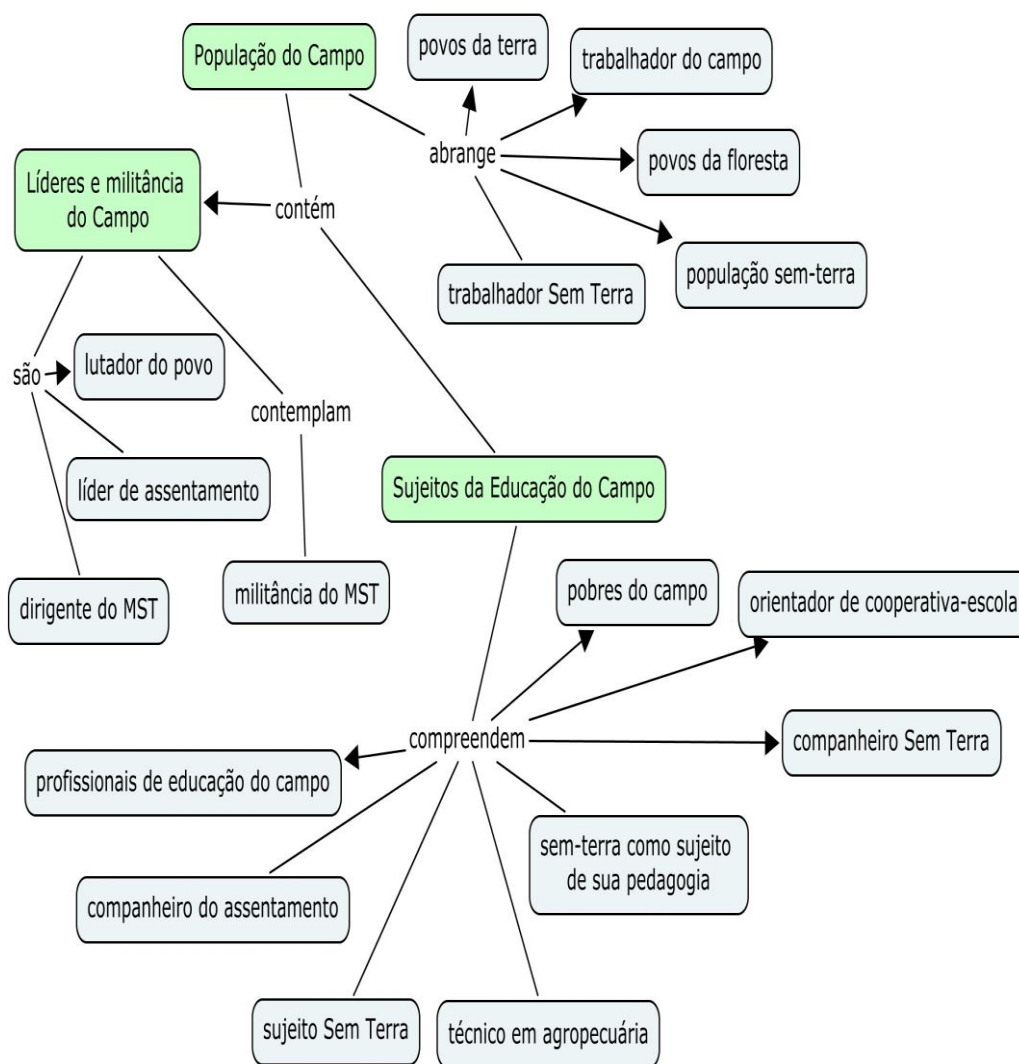 População do Campo
povos da terra
trabalhador do campo
abrange
povos da floresta
Líderes e militância
do Campo
contém
população sem-terra
trabalhador Sem Terra
são
lutador do povo
contemplam
líder de assentamento
Sujeitos da Educação do Campo
dirigente do MST
militância do MST
pobres do campo
orientador de cooperativa-escola
compreendem
companheiro Sem Terra
profissionais de educação do campo
sem-terra como sujeito
de sua pedagogia
companheiro do assentamento
sujeito Sem Terra
técnico em agropecuária